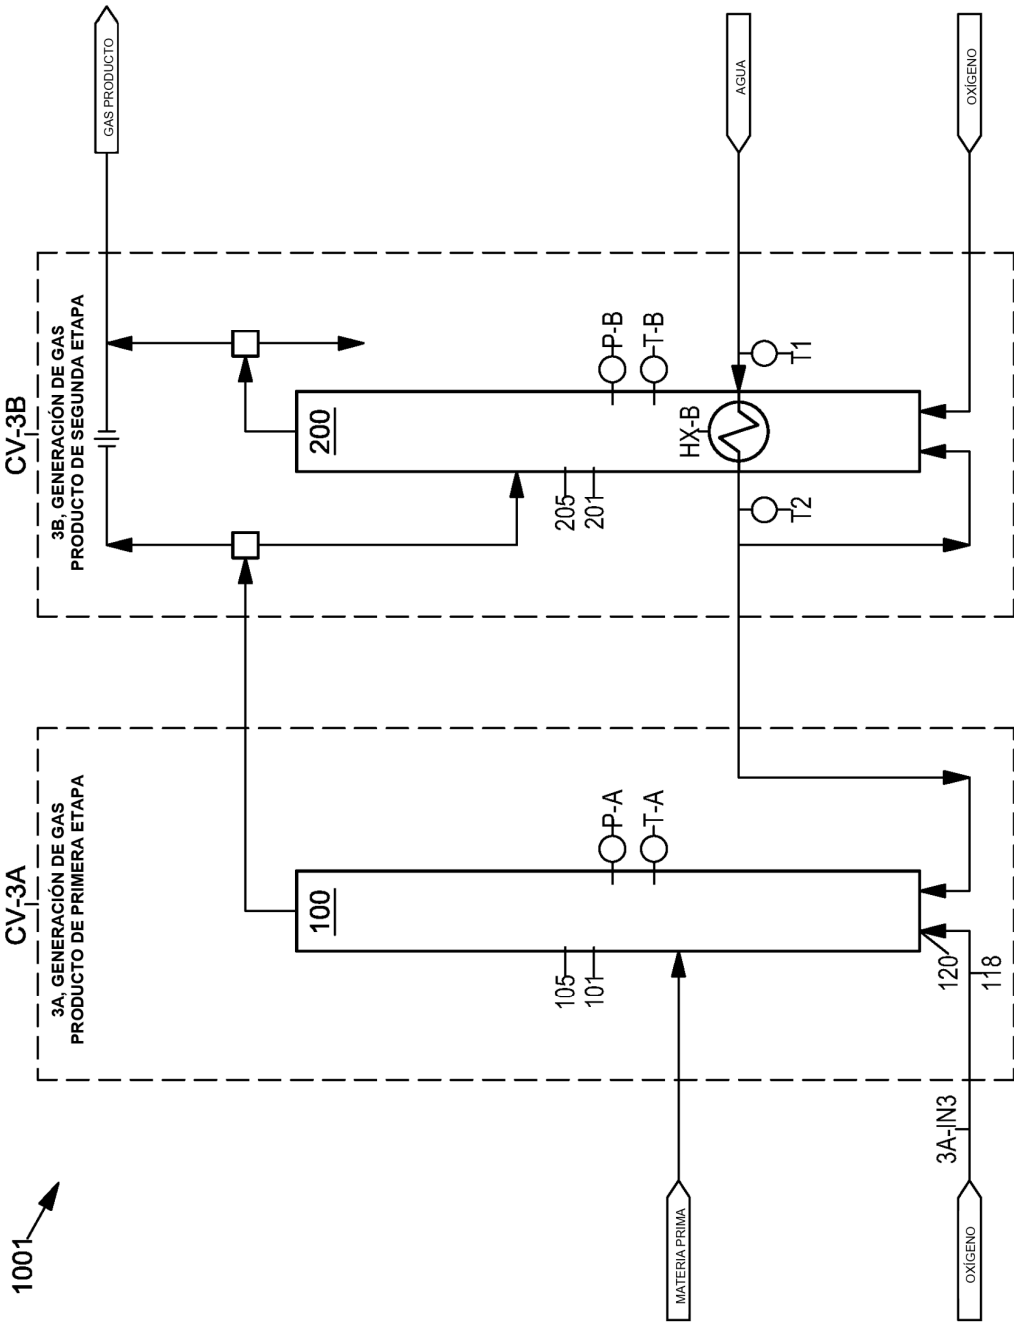 1001
CV-3A
3A, GENERACIÓN DE GAS
PRODUCTO DE PRIMERA ETAPA
100
105
101
P-A
T-A
120
118
3A-IN3
MATERIA PRIMA
OXÍGENO
CV-3B
3B, GENERACIÓN DE GAS
PRODUCTO DE SEGUNDA ETAPA
200
205
201
P-B
T-B
HX-B
T1
T2
GAS PRODUCTO
AGUA
OXÍGENO